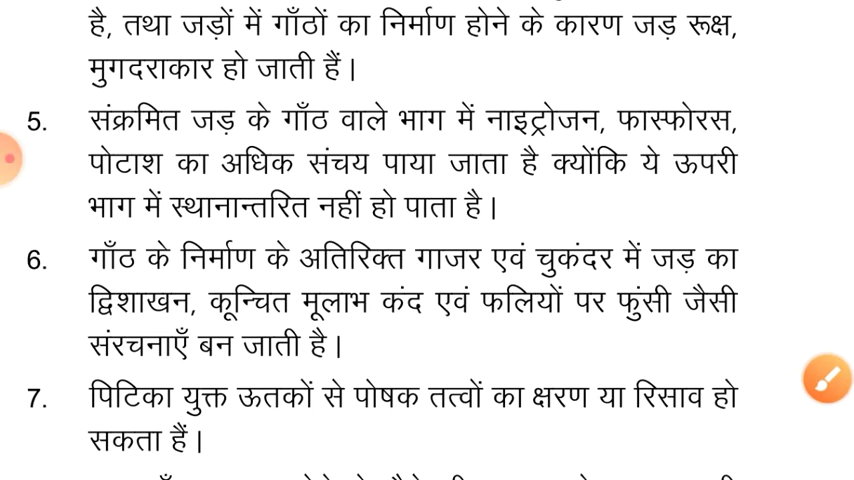 है, तथा जड़ों में गाँठों का निर्माण होने के कारण जड़ रूक्ष,
मुगदराकार हो जाती हैं।
5. संक्रमित जड़ के गाँठ वाले भाग में नाइट्रोजन, फास्फोरस,
पोटाश का अधिक संचय पाया जाता है क्योंकि ये ऊपरी
भाग में स्थानान्तरित नहीं हो पाता है।
6. गाँठ के निर्माण के अतिरिक्त गाजर एवं चुकंदर में जड़ का
द्विशाखन, कून्चित मूलाभ कंद एवं फलियों पर फुंसी जैसी
संरचनाएँ बन जाती है।
7. पिटिका युक्त ऊतकों से पोषक तत्वों का क्षरण या रिसाव हो
सकता हैं।